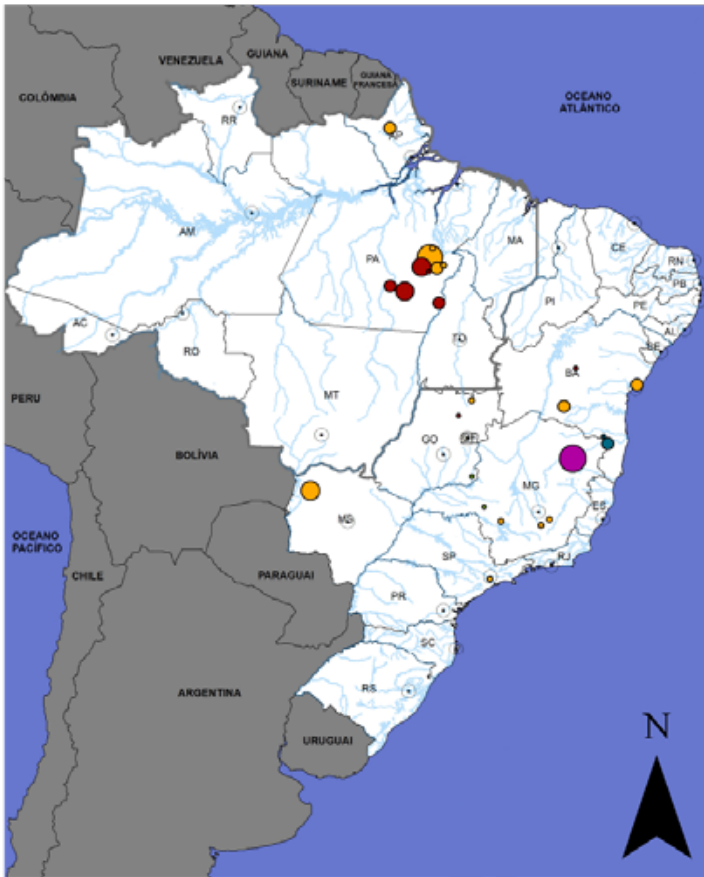 VENEZUELA
GUIANA
SURINAME
GUIANA
FRANCESA
COLÔMBIA
OCEANO
ATLÂNTICO
RR
AM
PA
MA
CE
RN
PB
PE
PI
AL
SE
AC
RO
TO
BA
MT
PERU
BOLÍVIA
GO
DF
MG
ES
MS
OCEANO
PACÍFICO
SP
RJ
CHILE
PARAGUAI
PR
SC
RS
ARGENTINA
URUGUAI
N